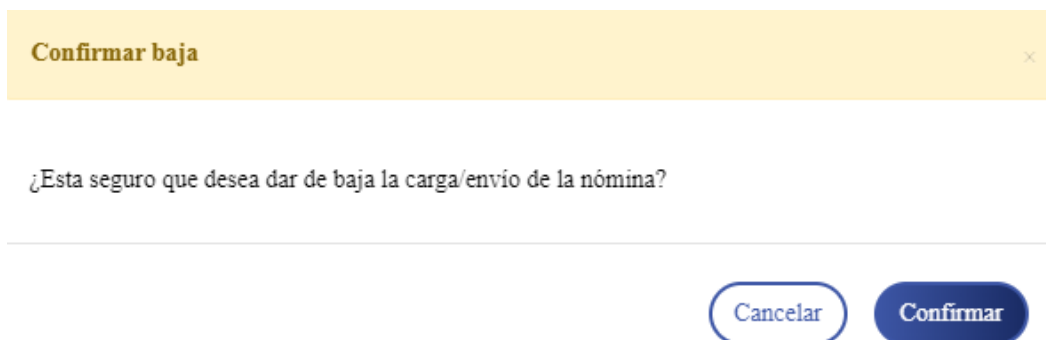 Confirmar baja
¿Esta seguro que desea dar de baja la carga/envío de la nómina?
Cancelar
Confirmar